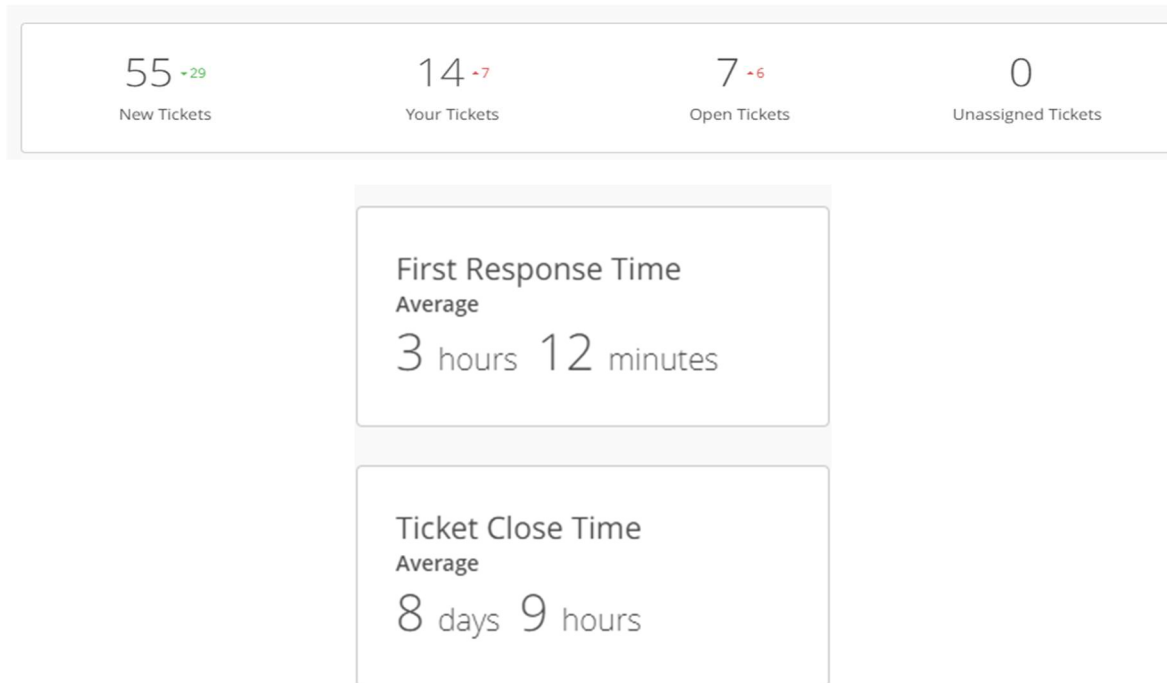 55 29 14 7 7 6 0
New Tickets Your Tickets Open Tickets Unassigned Tickets
First Response Time
Average
3 hours 12 minutes
Ticket Close Time
Average
8 days 9 hours